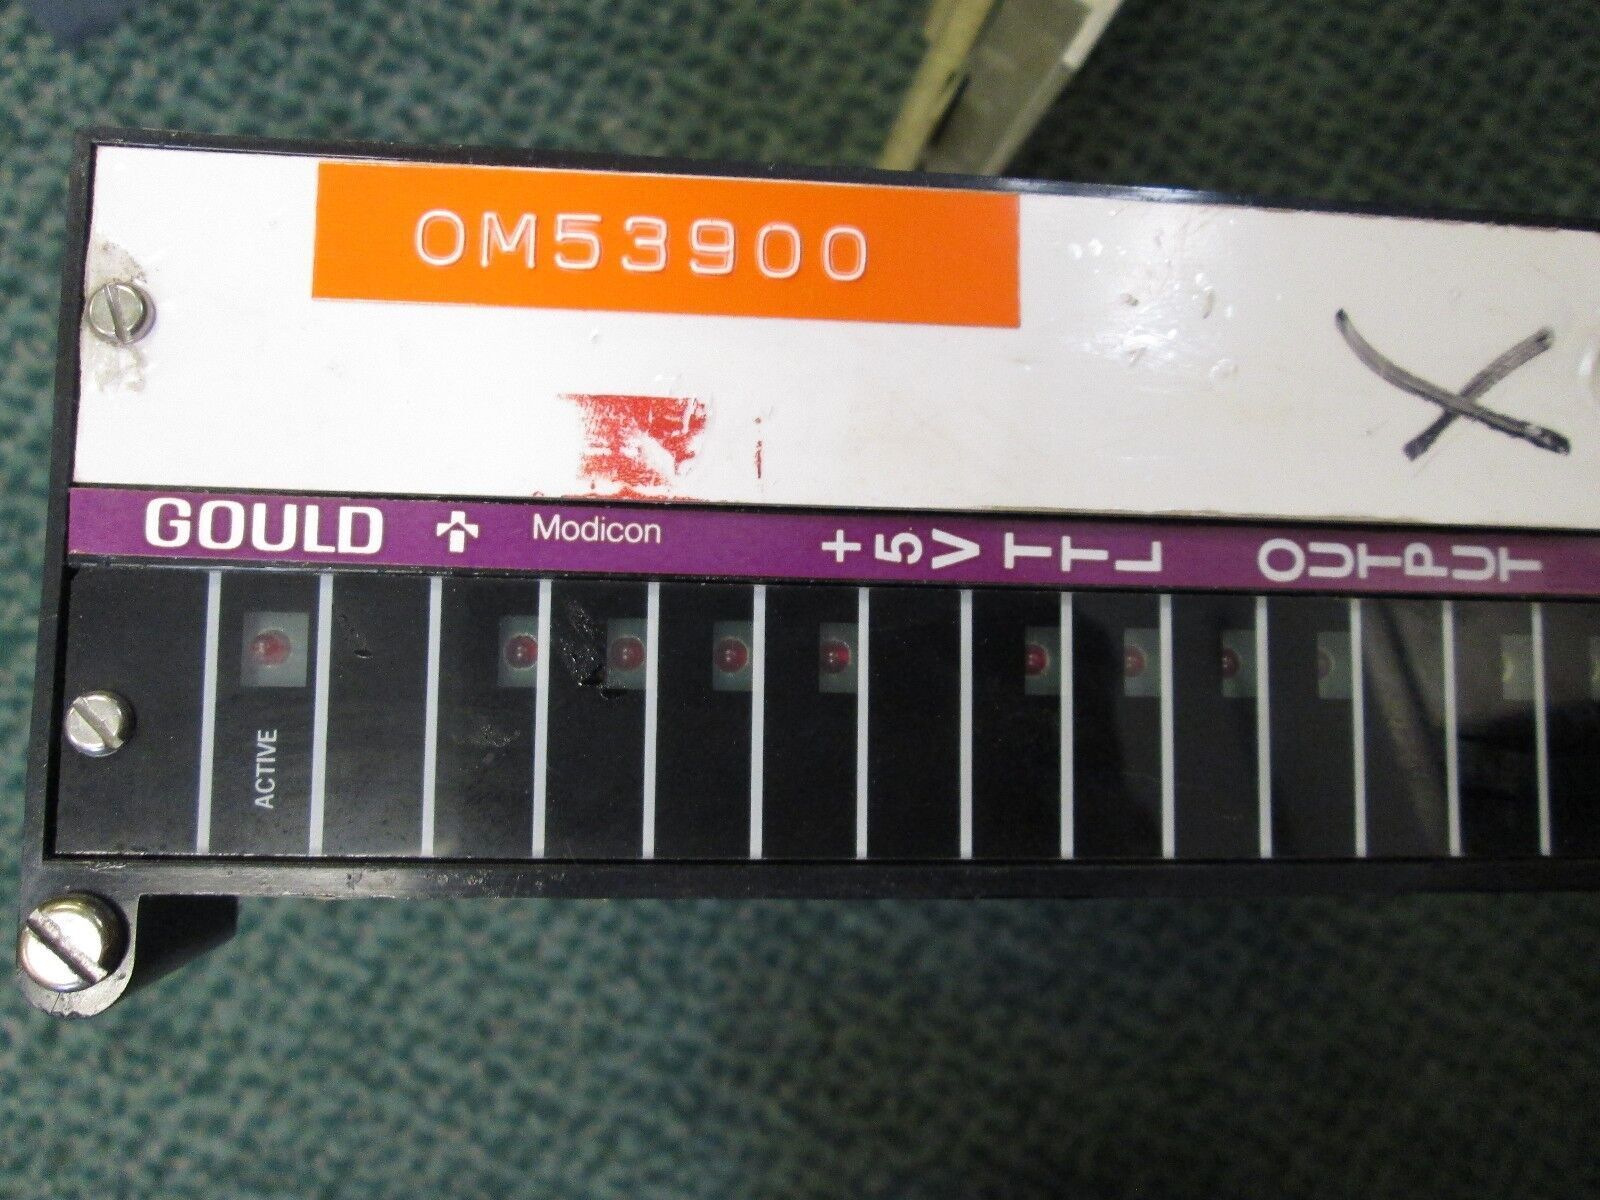 OM53900
GOULD Modicon +5V TTL OUTPUT
ACTIVE